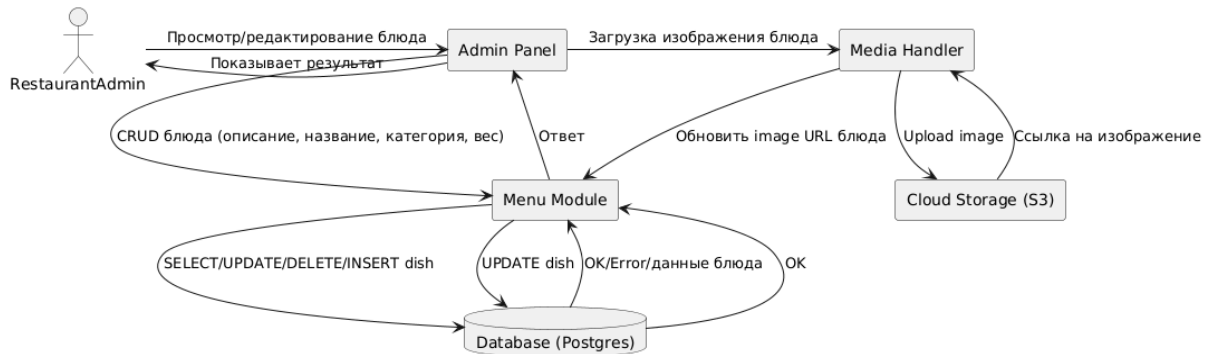 Просмотр/редактирование блюда
Загрузка изображения блюда
Admin Panel
Media Handler
Показывает результат
RestaurantAdmin
CRUD блюда (описание, название, категория, вес)
Ответ
Обновить image URL блюда
Upload image
Ссылка на изображение
Menu Module
Cloud Storage (S3)
SELECT/UPDATE/DELETE/INSERT dish
UPDATE dish
OK/Error/данные блюда
OK
Database (Postgres)